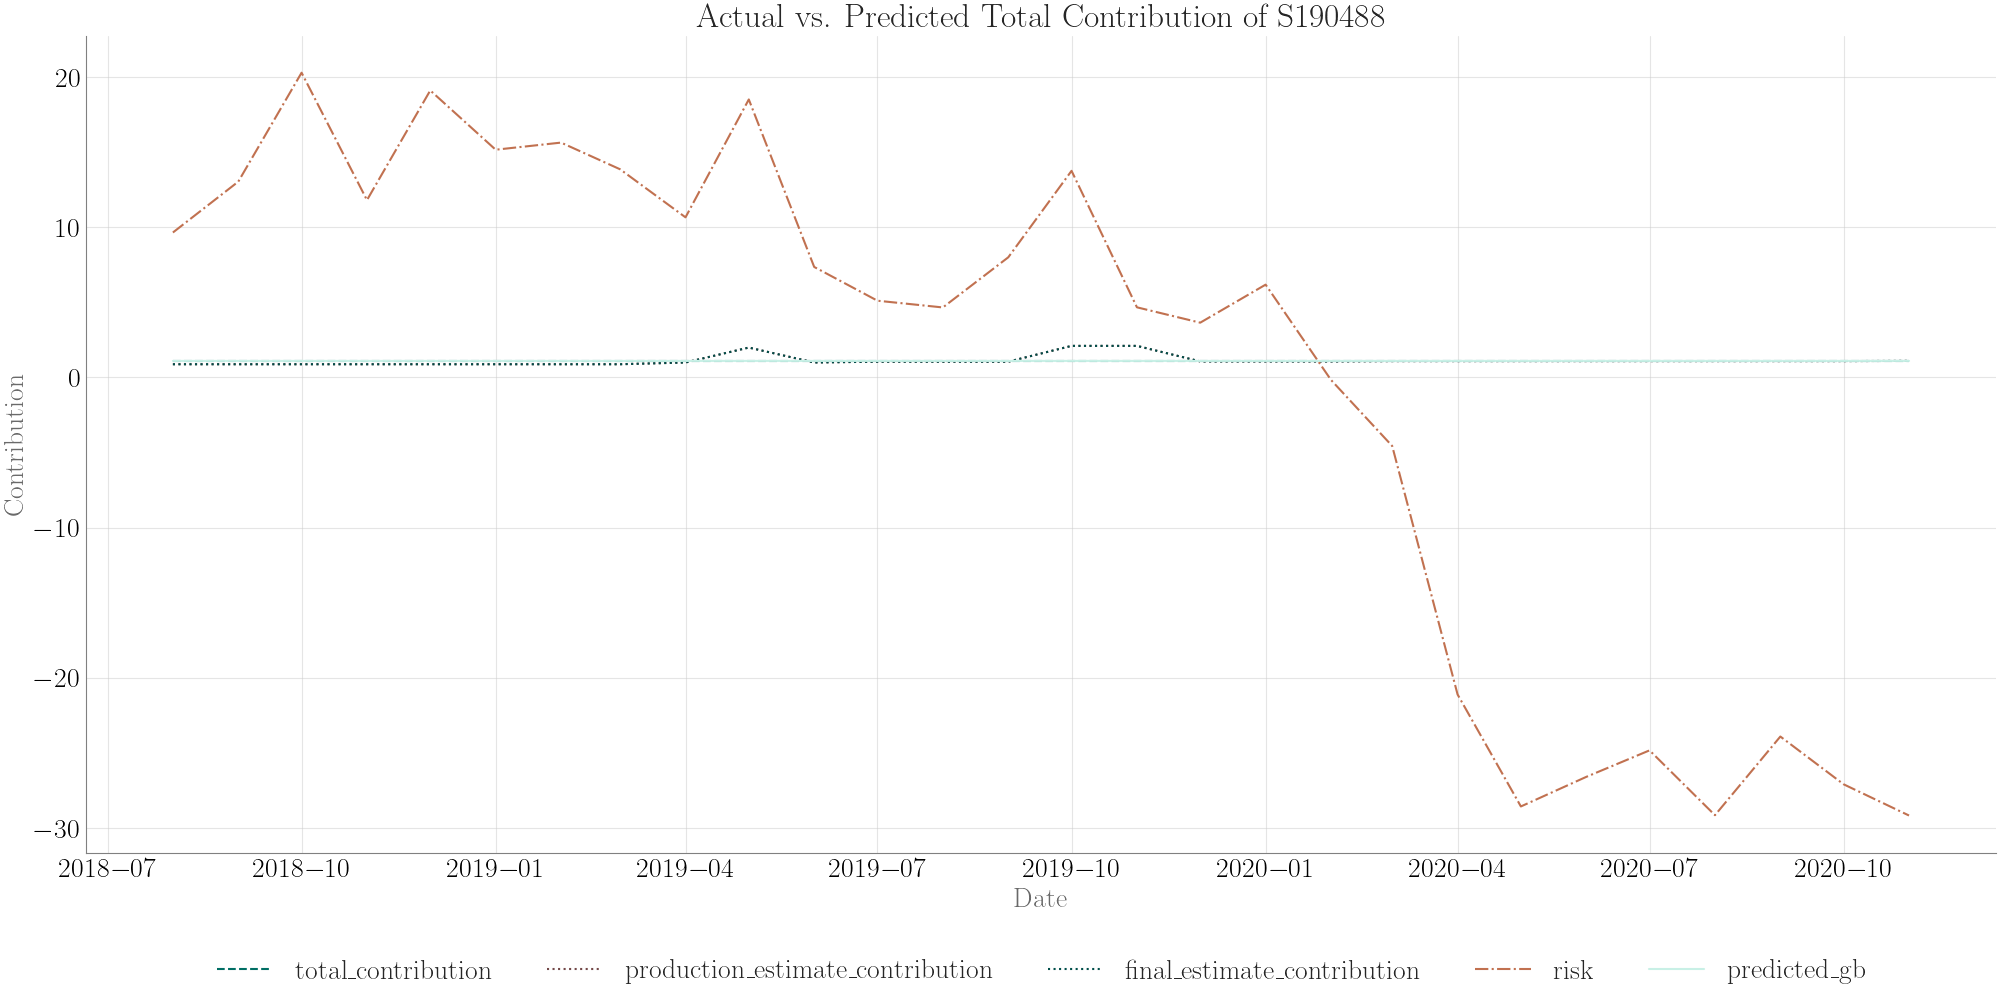 Actual vs. Predicted Total Contribution of S190488
20
10
0
−10
−20
−30
Contribution
2018−07 2018−10 2019−01 2019−04 2019−07 2019−10 2020−01 2020−04 2020−07 2020−10
Date
total_contribution production_estimate_contribution final_estimate_contribution risk predicted_gb